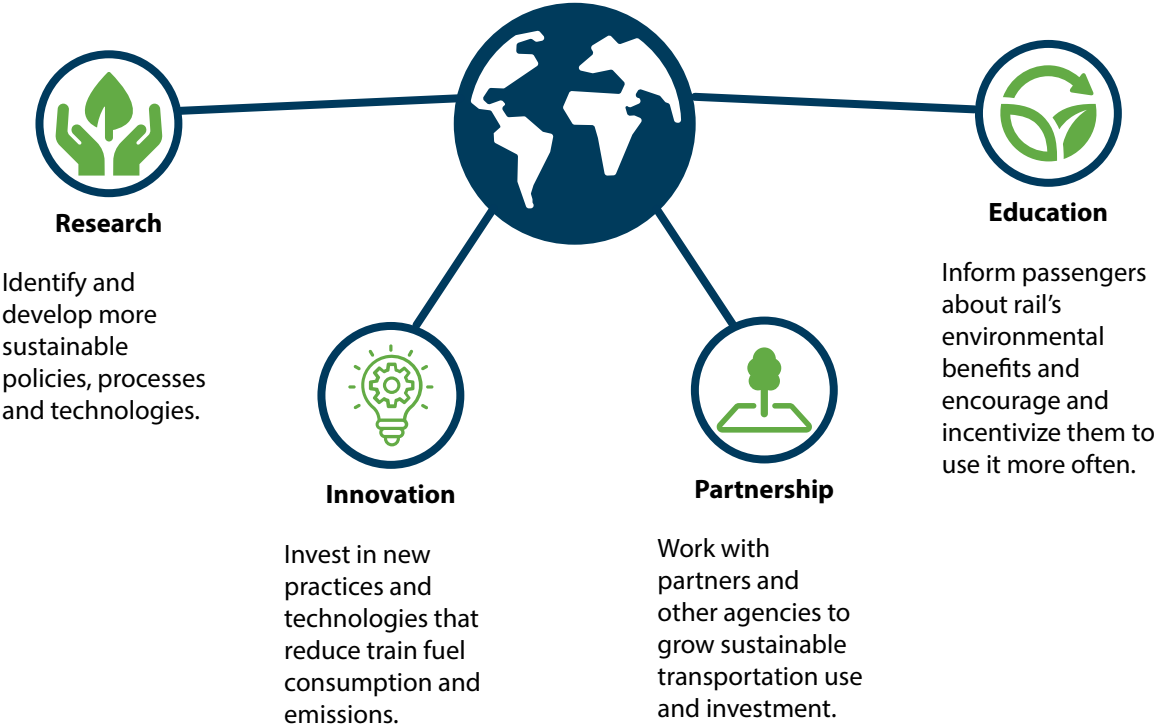 Research
Identify and
develop more
sustainable
policies, processes
and technologies.
Innovation
Invest in new
practices and
technologies that
reduce train fuel
consumption and
emissions.
Partnership
Work with
partners and
other agencies to
grow sustainable
transportation use
and investment.
Education
Inform passengers
about rail’s
environmental
benefits and
encourage and
incentivize them to
use it more often.